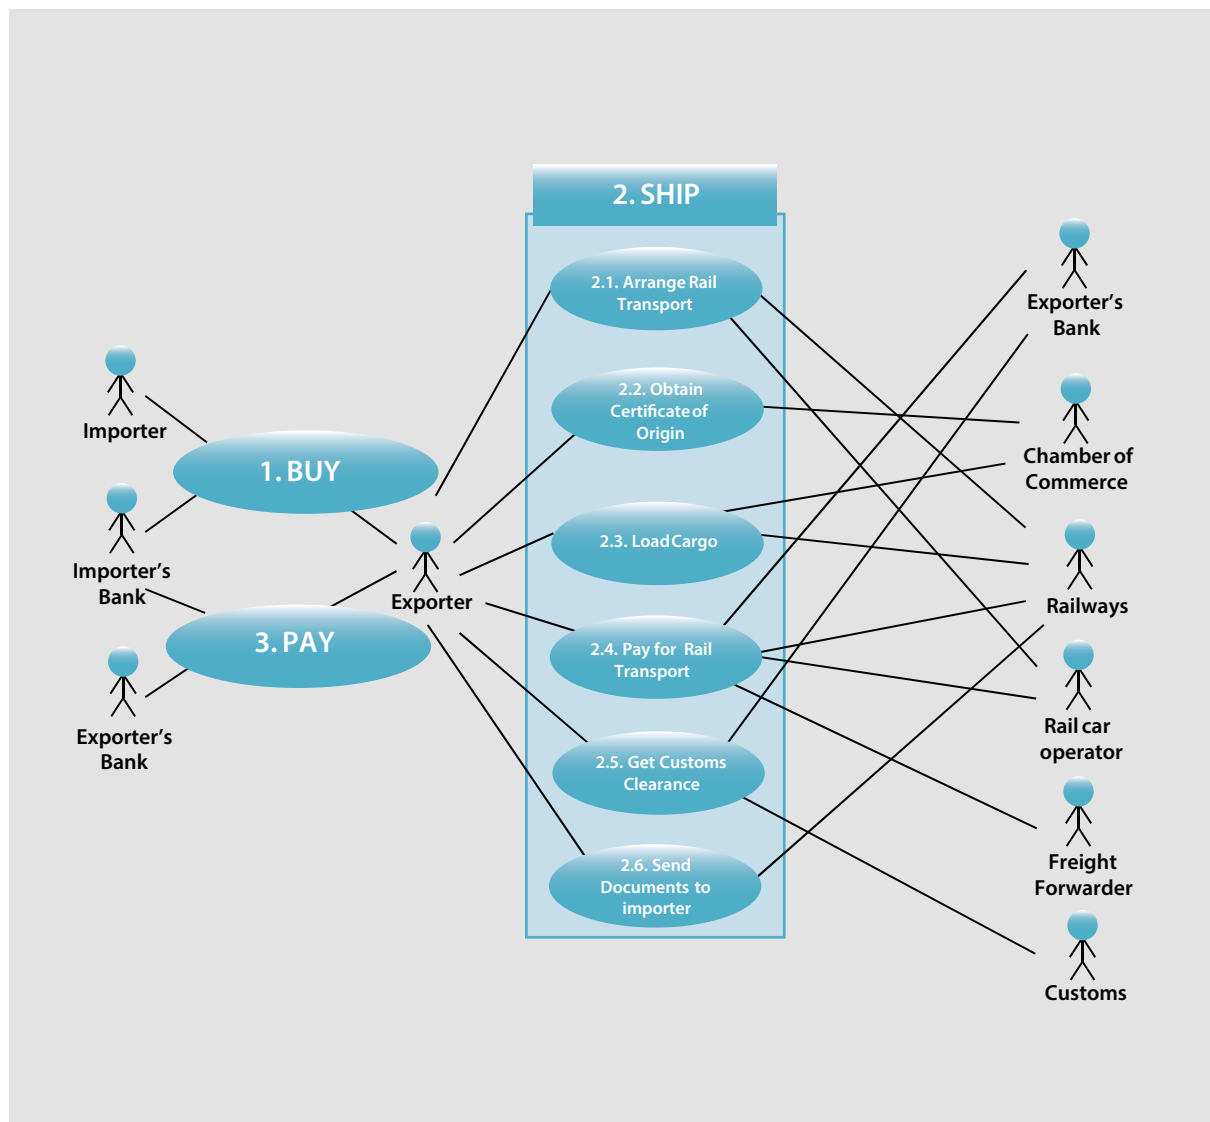 2. SHIP
2.1. Arrange Rail
Transport
Exporter's
Bank
2.2. Obtain
Certificate of
Origin
Importer
Chamber of
Commerce
1. BUY
2.3. Load Cargo
Importer's
Bank
Exporter
Railways
3. PAY
2.4. Pay for Rail
Transport
Exporter's
Bank
Rail car
operator
2.5. Get Customs
Clearance
2.6. Send
Documents to
importer
Freight
Forwarder
Customs